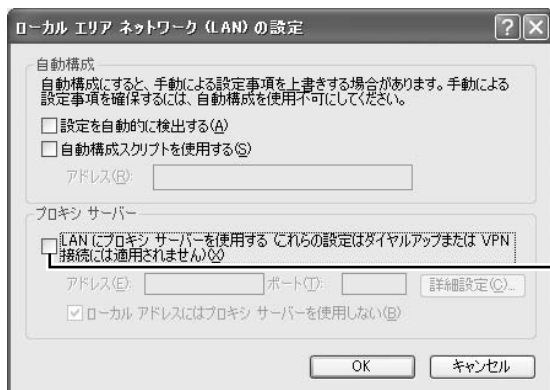 ローカル エリア ネットワーク (LAN) の設定
自動構成
自動構成にすると、手動による設定事項を上書きする場合があります。手動による
設定事項を確保するには、自動構成を使用不可にしてください。
設定を自動的に検出する(A)
自動構成スクリプトを使用する(S)
アドレス(R):
プロキシ サーバー
LAN にプロキシ サーバーを使用する (これらの設定はダイヤルアップまたは VPN
接続には適用されません)(X)
アドレス(E): ポート(T): 詳細設定(C)...
ローカル アドレスにはプロキシ サーバーを使用しない(B)
OK キャンセル